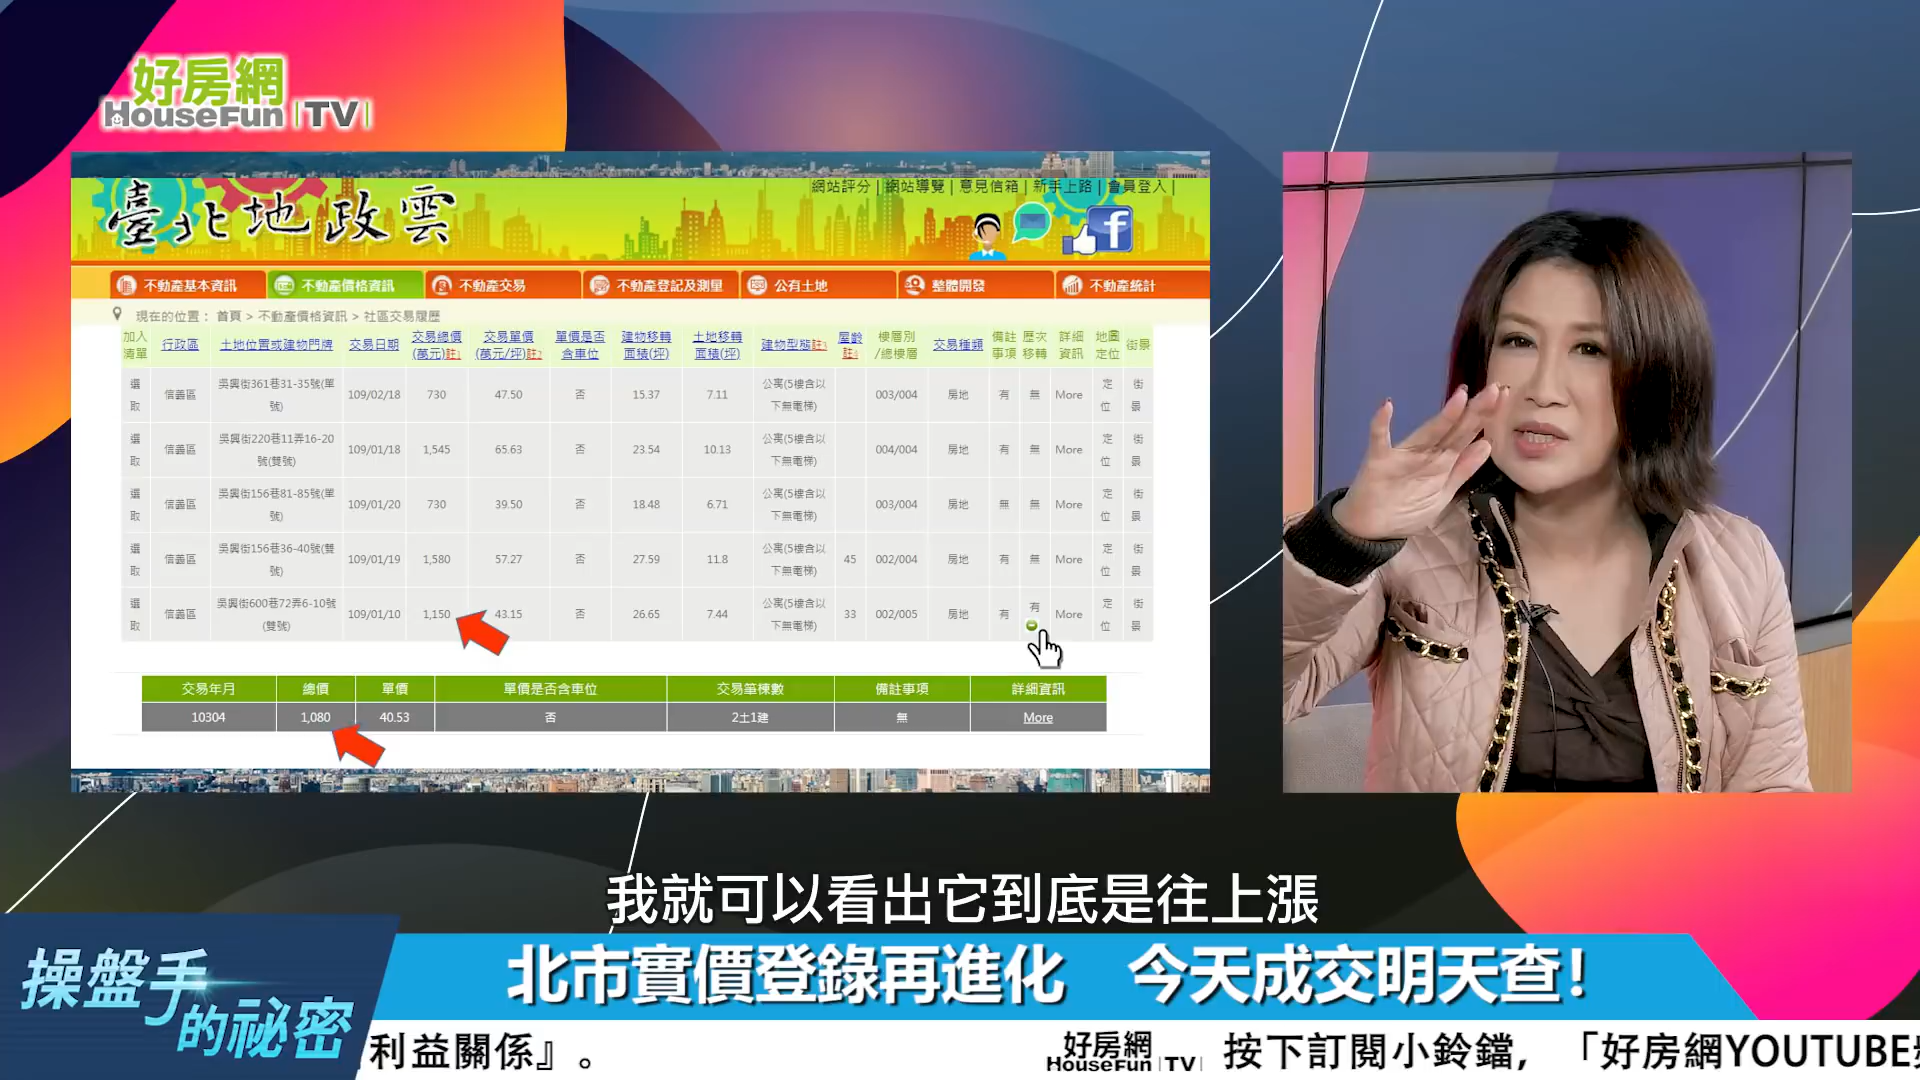 好房網
HouseFun TV
臺北地政雲
網站評分 | 網站導覽 | 意見信箱 | 新手上路 | 會員登入 |
不動產基本資訊 不動產價格資訊 不動產交易 不動產登記及測量 公有土地 整體開發 不動產統計
現在的位置： 首頁 > 不動產價格資訊 > 社區交易履歷
加入清單 行政區 土地位置或建物門牌 交易日期 交易總價(萬元)註1 交易單價(萬元/坪)註2 單價是否含車位 建物移轉面積(坪) 土地移轉面積(坪) 建物型態 屋齡 樓層別/總樓層 交易種類 備註事項 歷次移轉 詳細資訊 地圖定位 街景
選取 信義區 吳興街361巷31-35號(單號) 109/02/18 730 47.50 否 15.37 7.11 公寓(5樓含以下無電梯) 003/004 房地 有 無 More 定位 街景
選取 信義區 吳興街220巷11弄16-20號(雙號) 109/01/18 1,545 65.63 否 23.54 10.13 公寓(5樓含以下無電梯) 004/004 房地 有 無 More 定位 街景
選取 信義區 吳興街156巷81-85號(單號) 109/01/20 730 39.50 否 18.48 6.71 公寓(5樓含以下無電梯) 003/004 房地 無 無 More 定位 街景
選取 信義區 吳興街156巷36-40號(雙號) 109/01/19 1,580 57.27 否 27.59 11.8 公寓(5樓含以下無電梯) 45 002/004 房地 有 無 More 定位 街景
選取 信義區 吳興街600巷72弄6-10號(雙號) 109/01/10 1,150 43.15 否 26.65 7.44 公寓(5樓含以下無電梯) 33 002/005 房地 有 有 More 定位 街景
交易年月 總價 單價 單價是否含車位 交易筆棟數 備註事項 詳細資訊
10304 1,080 40.53 否 2土1建 無 More
我就可以看出它到底是往上漲
北市實價登錄再進化 今天成交明天查!
操盤手的祕密
利益關係』。 好房網 HouseFun TV 按下訂閱小鈴鐺,「好房網YOUTUBE